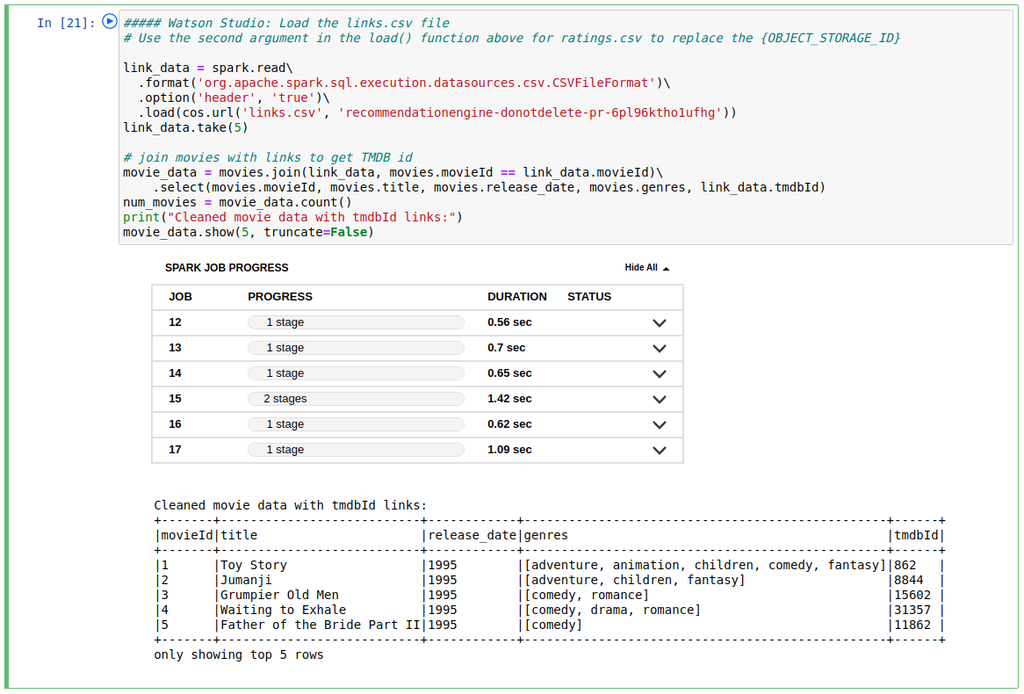 In [21]:
##### Watson Studio: Load the links.csv file
# Use the second argument in the load() function above for ratings.csv to replace the {OBJECT_STORAGE_ID}

link_data = spark.read\
  .format('org.apache.spark.sql.execution.datasources.csv.CSVFileFormat')\
  .option('header', 'true')\
  .load(cos.url('links.csv', 'recommendationengine-donotdelete-pr-6pl96ktho1ufhg'))
link_data.take(5)

# join movies with links to get TMDB id
movie_data = movies.join(link_data, movies.movieId == link_data.movieId)\
    .select(movies.movieId, movies.title, movies.release_date, movies.genres, link_data.tmdbId)
num_movies = movie_data.count()
print("Cleaned movie data with tmdbId links:")
movie_data.show(5, truncate=False)
SPARK JOB PROGRESS Hide All
JOB PROGRESS DURATION STATUS
12 1 stage 0.56 sec
13 1 stage 0.7 sec
14 1 stage 0.65 sec
15 2 stages 1.42 sec
16 1 stage 0.62 sec
17 1 stage 1.09 sec
Cleaned movie data with tmdbId links:
+-------+--------------------------+------------+-----------------------------------------------+------+
|movieId|title                     |release_date|genres                                         |tmdbId|
+-------+--------------------------+------------+-----------------------------------------------+------+
|1      |Toy Story                 |1995        |[adventure, animation, children, comedy, fantasy]|862   |
|2      |Jumanji                   |1995        |[adventure, children, fantasy]                 |8844  |
|3      |Grumpier Old Men          |1995        |[comedy, romance]                              |15602 |
|4      |Waiting to Exhale         |1995        |[comedy, drama, romance]                       |31357 |
|5      |Father of the Bride Part II|1995        |[comedy]                                       |11862 |
+-------+--------------------------+------------+-----------------------------------------------+------+
only showing top 5 rows